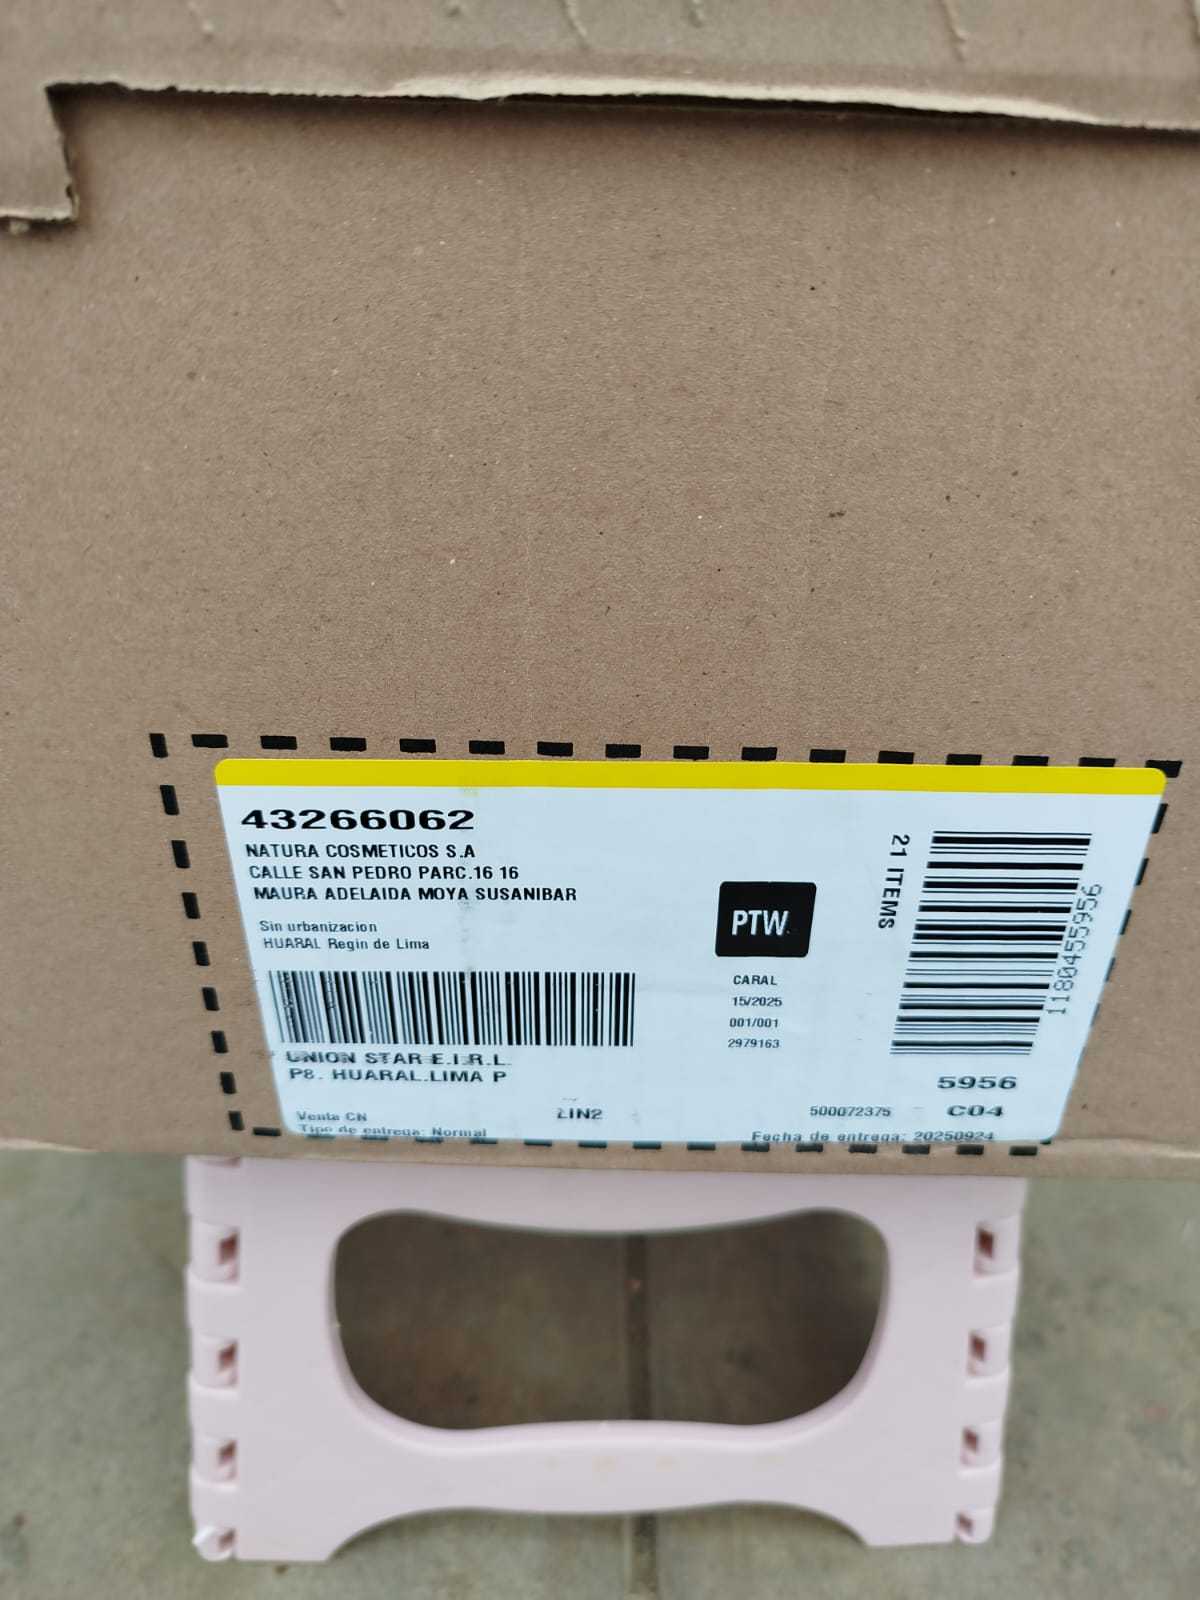 43266062
NATURA COSMETICOS S.A
CALLE SAN PEDRO PARC.16 16
MAURA ADELAIDA MOYA SUSANIBAR
Sin urbanizacion
HUARAL Regin de Lima
UNION STAR E.I.R.L.
P8. HUARAL.LIMA P
Venta CN
Tipo de entrega: Normal
LIN2
PTW
CARAL
15/2025
001/001
2979163
21 ITEMS
1180455956
5956
500072375
C04
Fecha de entrega: 20250924